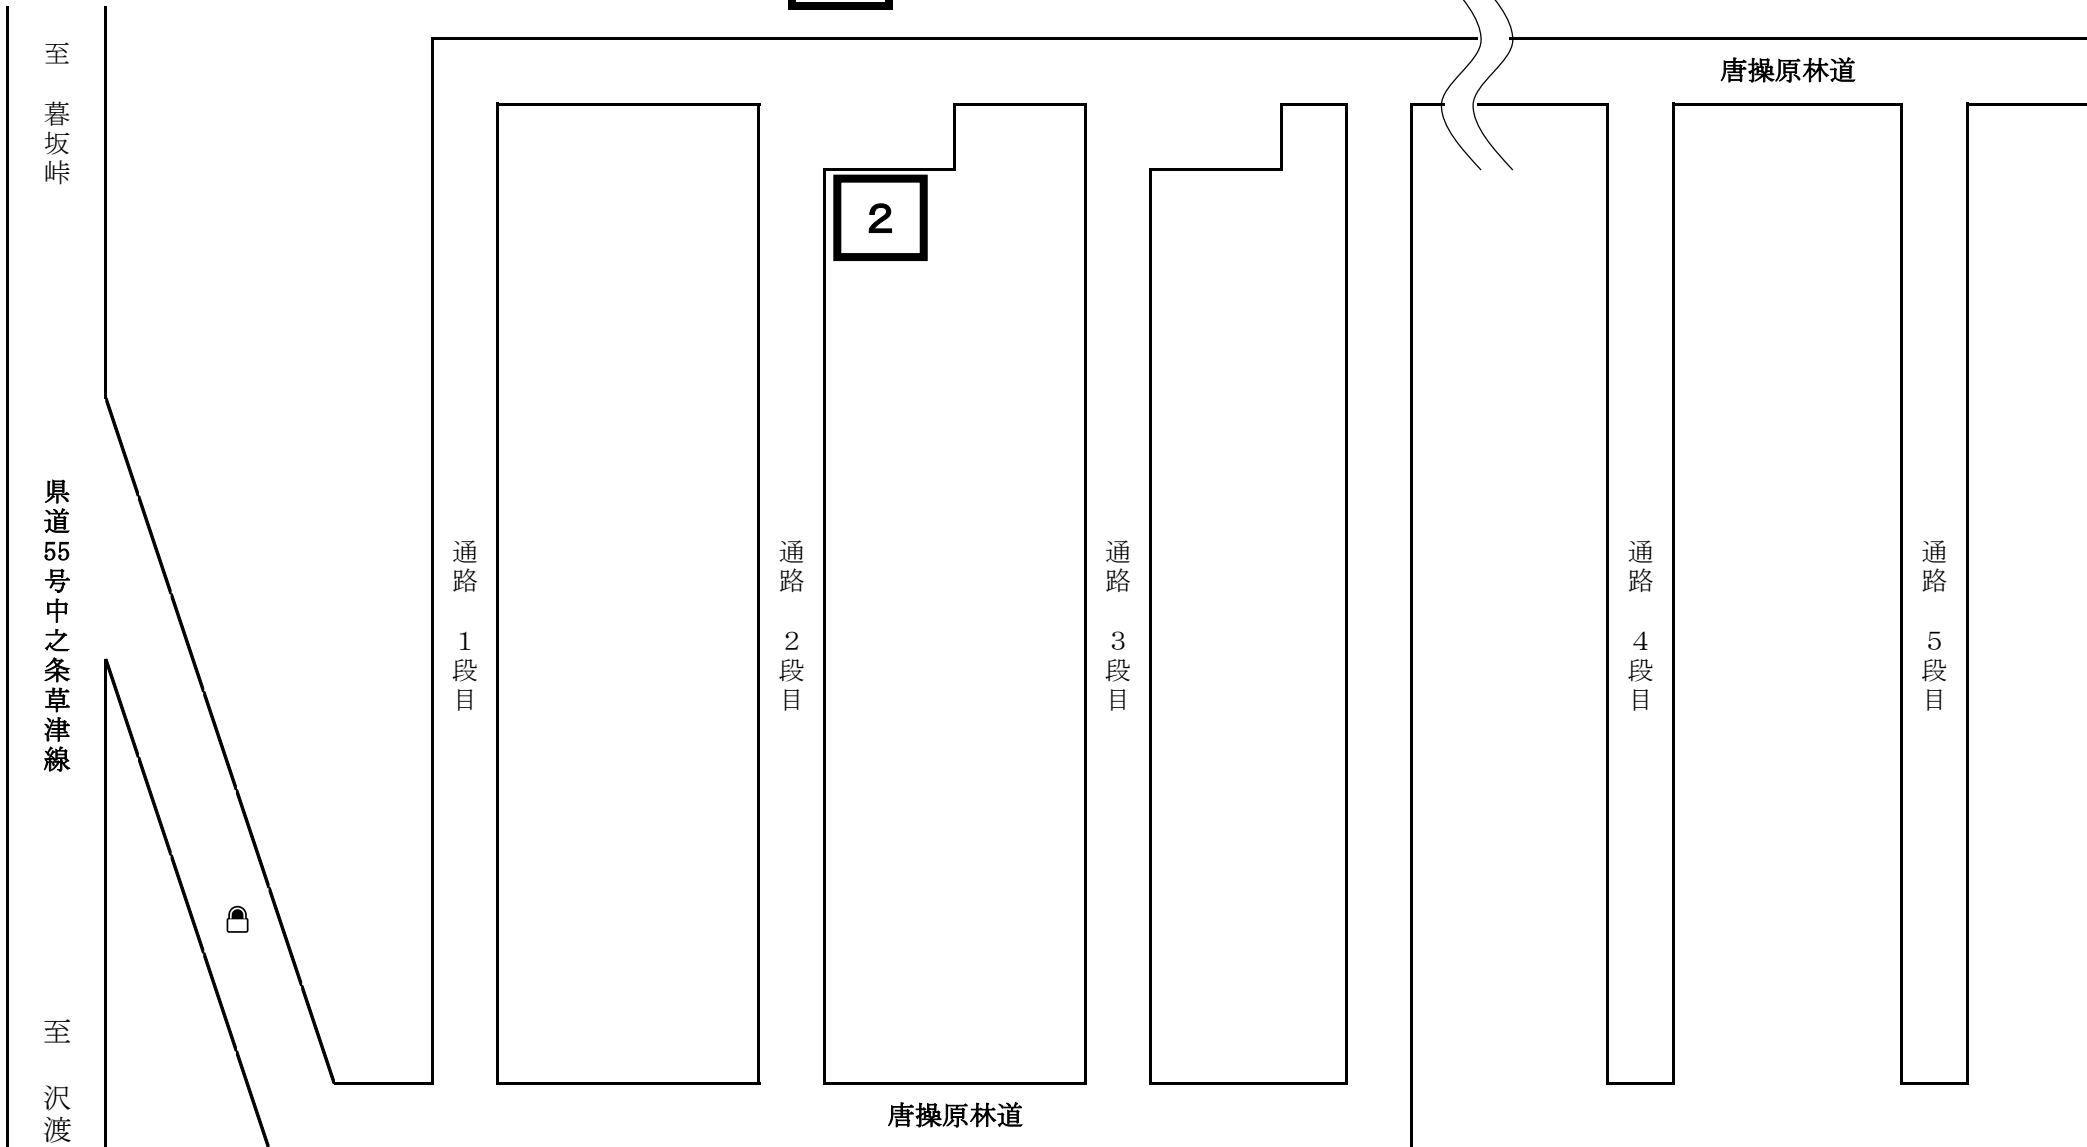 至 暮坂峠
県道55号中之条草津線
至 沢渡
唐操原林道
2
通路 1段目
通路 2段目
通路 3段目
通路 4段目
通路 5段目
唐操原林道